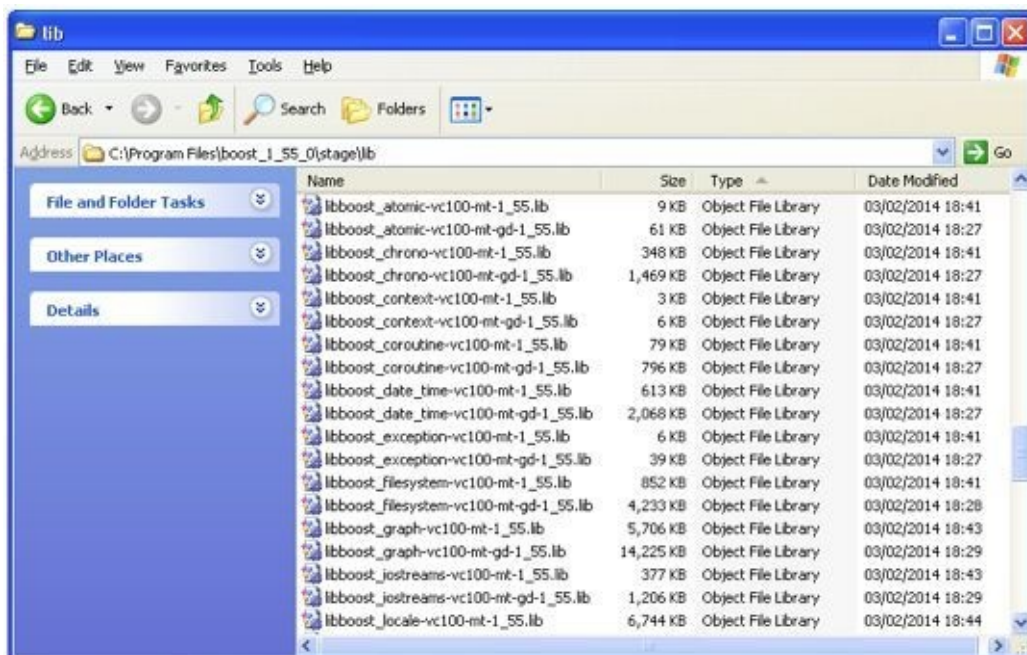 lib
File Edit View Favorites Tools Help
Back Search Folders
Address C:\Program Files\boost_1_55_0\stage\lib Go
Name Size Type Date Modified
File and Folder Tasks
Other Places
Details
libboost_atomic-vc100-mt-1_55.lib 9 KB Object File Library 03/02/2014 18:41
libboost_atomic-vc100-mt-gd-1_55.lib 61 KB Object File Library 03/02/2014 18:27
libboost_chrono-vc100-mt-1_55.lib 348 KB Object File Library 03/02/2014 18:41
libboost_chrono-vc100-mt-gd-1_55.lib 1,469 KB Object File Library 03/02/2014 18:27
libboost_context-vc100-mt-1_55.lib 3 KB Object File Library 03/02/2014 18:41
libboost_context-vc100-mt-gd-1_55.lib 6 KB Object File Library 03/02/2014 18:27
libboost_coroutine-vc100-mt-1_55.lib 79 KB Object File Library 03/02/2014 18:41
libboost_coroutine-vc100-mt-gd-1_55.lib 796 KB Object File Library 03/02/2014 18:27
libboost_date_time-vc100-mt-1_55.lib 613 KB Object File Library 03/02/2014 18:41
libboost_date_time-vc100-mt-gd-1_55.lib 2,068 KB Object File Library 03/02/2014 18:27
libboost_exception-vc100-mt-1_55.lib 6 KB Object File Library 03/02/2014 18:41
libboost_exception-vc100-mt-gd-1_55.lib 39 KB Object File Library 03/02/2014 18:27
libboost_filesystem-vc100-mt-1_55.lib 852 KB Object File Library 03/02/2014 18:41
libboost_filesystem-vc100-mt-gd-1_55.lib 4,233 KB Object File Library 03/02/2014 18:28
libboost_graph-vc100-mt-1_55.lib 5,706 KB Object File Library 03/02/2014 18:43
libboost_graph-vc100-mt-gd-1_55.lib 14,225 KB Object File Library 03/02/2014 18:29
libboost_iostreams-vc100-mt-1_55.lib 377 KB Object File Library 03/02/2014 18:43
libboost_iostreams-vc100-mt-gd-1_55.lib 1,206 KB Object File Library 03/02/2014 18:29
libboost_locale-vc100-mt-1_55.lib 6,744 KB Object File Library 03/02/2014 18:44